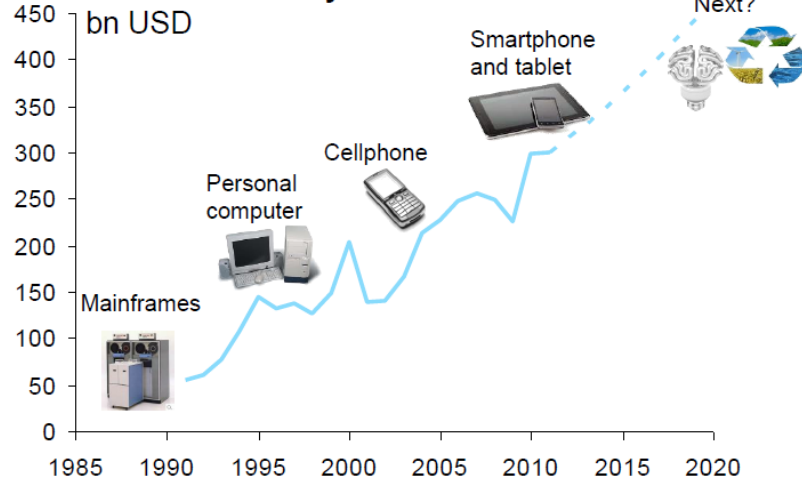 Next?
450
bn USD
400
350
300
250
200
150
100
50
0
Smartphone
and tablet
Cellphone
Personal
computer
Mainframes
1985 1990 1995 2000 2005 2010 2015 2020